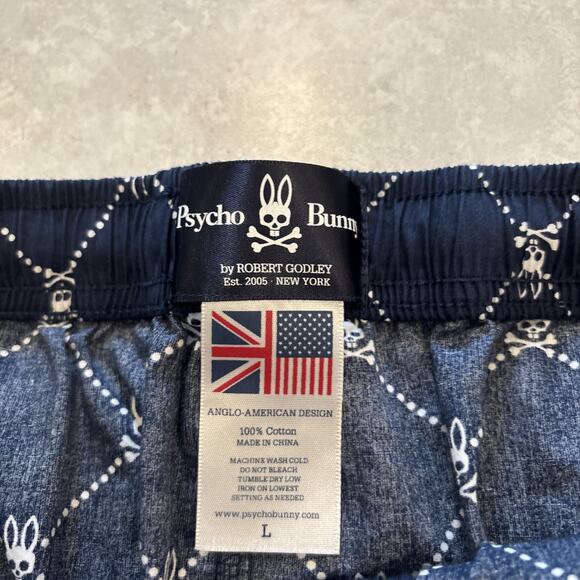 Psycho Bunny
by ROBERT GODLEY
Est. 2005 · NEW YORK
ANGLO-AMERICAN DESIGN
100% Cotton
MADE IN CHINA
MACHINE WASH COLD
DO NOT BLEACH
TUMBLE DRY LOW
IRON ON LOWEST
SETTING AS NEEDED
www.psychobunny.com
L